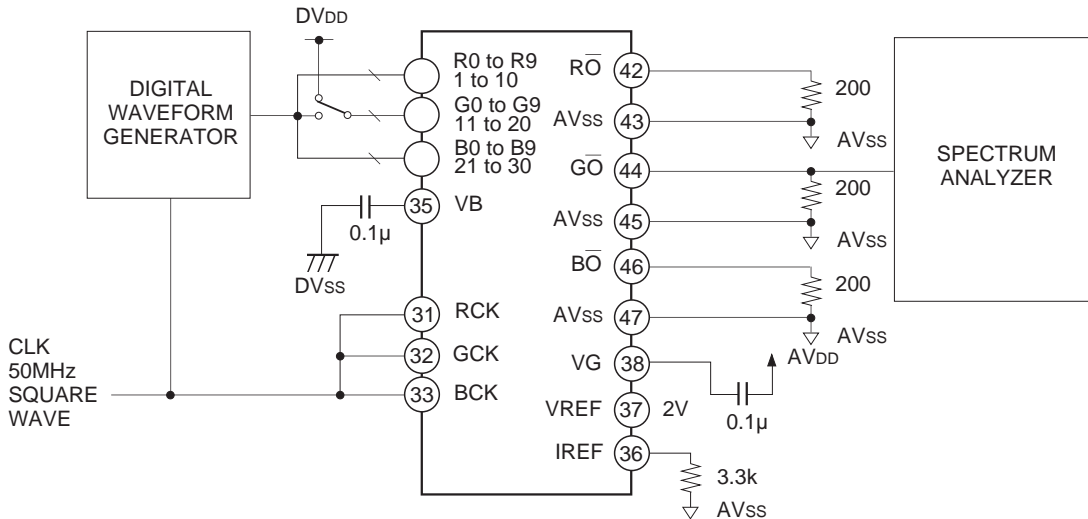 DVDD
DIGITAL
WAVEFORM
GENERATOR
R0 to R9
1 to 10
G0 to G9
11 to 20
B0 to B9
21 to 30
35
VB
0.1µ
DVSS
31
RCK
32
GCK
33
BCK
CLK
50MHz
SQUARE
WAVE
RO̅
42
200
AVSS
43
AVSS
GO̅
44
200
AVSS
45
AVSS
BO̅
46
200
AVSS
47
AVSS
VG
38
AVDD
0.1µ
VREF
37
2V
IREF
36
3.3k
AVSS
SPECTRUM
ANALYZER